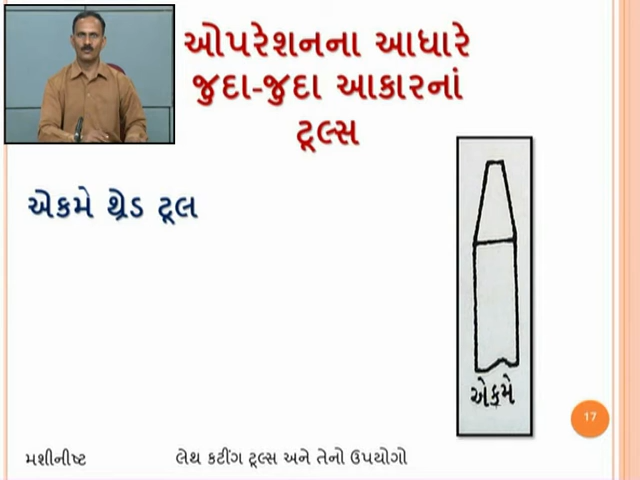 ઓપરેશનના આધારે
જુદા-જુદા આકારનાં
ટૂલ્સ
એકમે થ્રેડ ટૂલ
એકમે
17
મશીનીષ્ટ
લેથ કટીંગ ટૂલ્સ અને તેનો ઉપયોગો